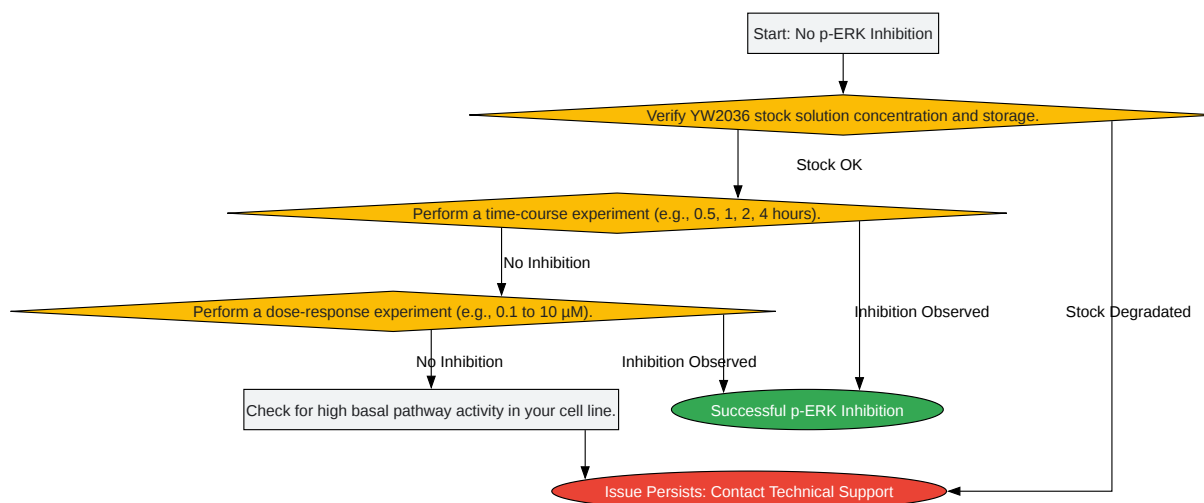 Start: No p-ERK Inhibition
Verify YW2036 stock solution concentration and storage.
Stock OK
Perform a time-course experiment (e.g., 0.5, 1, 2, 4 hours).
No Inhibition
Perform a dose-response experiment (e.g., 0.1 to 10 µM).
Inhibition Observed
Stock Degraded
No Inhibition
Inhibition Observed
Check for high basal pathway activity in your cell line.
Successful p-ERK Inhibition
Issue Persists: Contact Technical Support